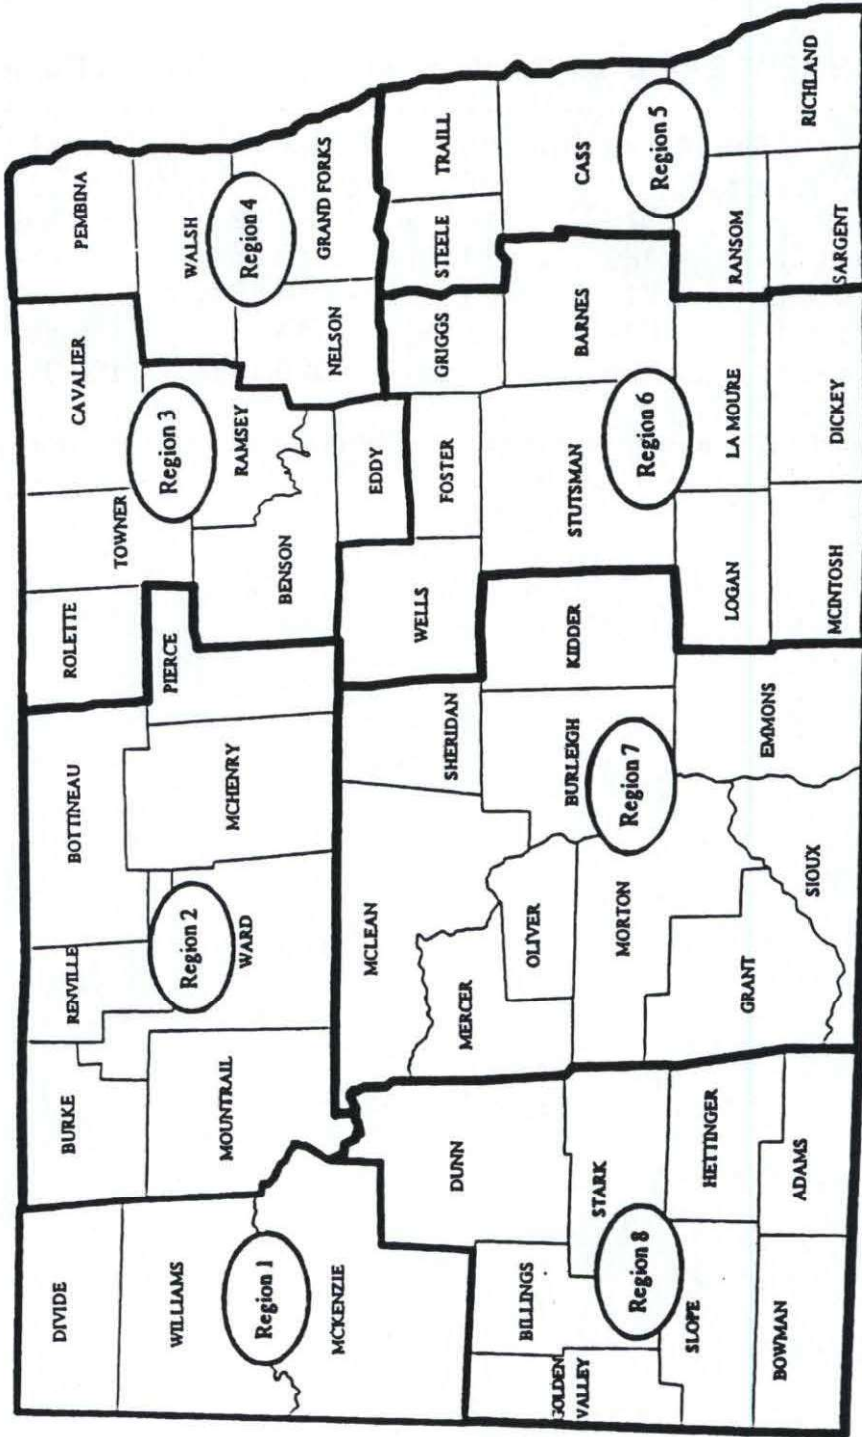 DIVIDE
WILLIAMS
Region 1
MCKENZIE
BURKE
RENVILLE
BOTTINEAU
MOUNTRAIL
Region 2
WARD
MCHENRY
PIERCE
ROLETTE
TOWNER
CAVALIER
Region 3
RAMSEY
BENSON
EDDY
PEMBINA
WALSH
Region 4
GRAND FORKS
NELSON
STEELE
TRAILL
CASS
Region 5
RANSOM
RICHLAND
SARGENT
GRIGGS
FOSTER
WELLS
BARNES
STUTSMAN
Region 6
LOGAN
LA MOURE
MCINTOSH
DICKEY
SHERIDAN
KIDDER
MCLEAN
MERCER
OLIVER
BURLEIGH
Region 7
MORTON
EMMONS
GRANT
SIOUX
DUNN
BILLINGS
STARK
GOLDEN
VALLEY
Region 8
SLOPE
HETTINGER
BOWMAN
ADAMS